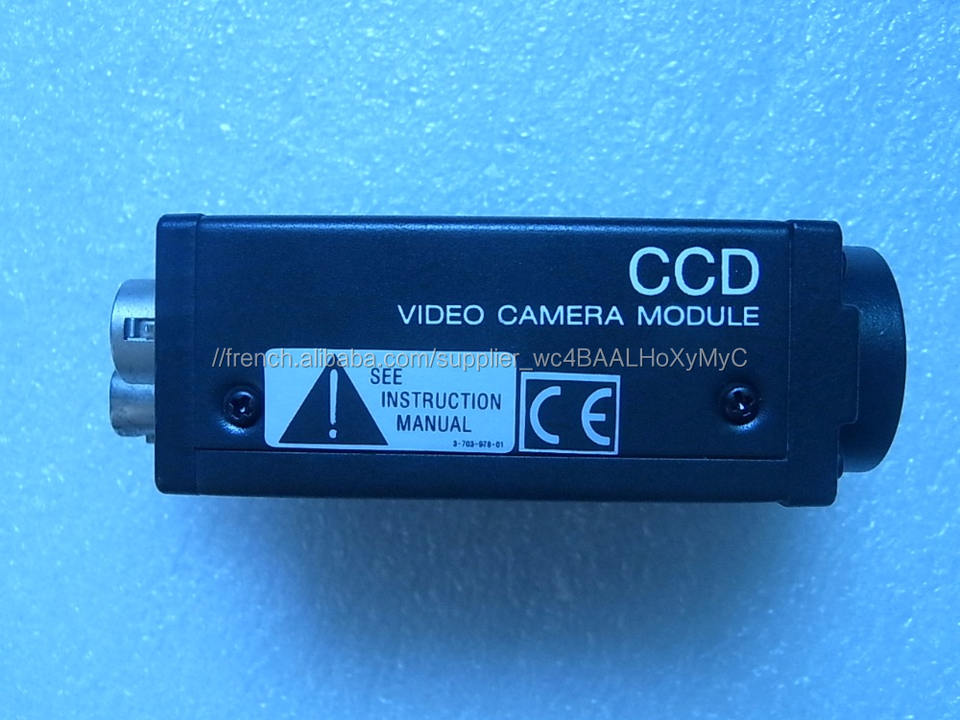 CCD
VIDEO CAMERA MODULE
//french.alibaba.com/supplier_wc4BAALHoXyMyC
SEE
INSTRUCTION
MANUAL
3-703-978-01
CE